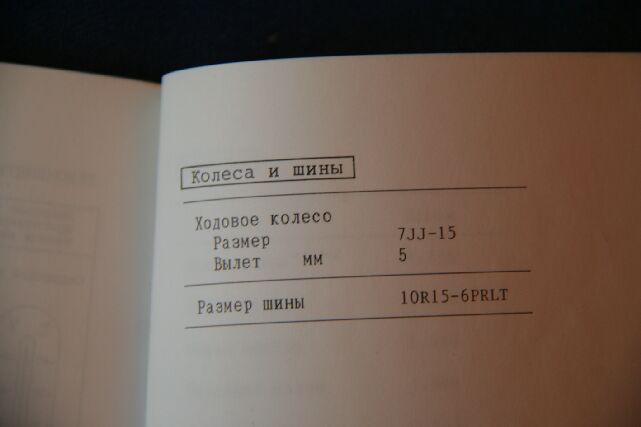 Колеса и шины
Ходовое колесо
Размер 7JJ-15
Вылет мм 5
Размер шины 10R15-6PRLT